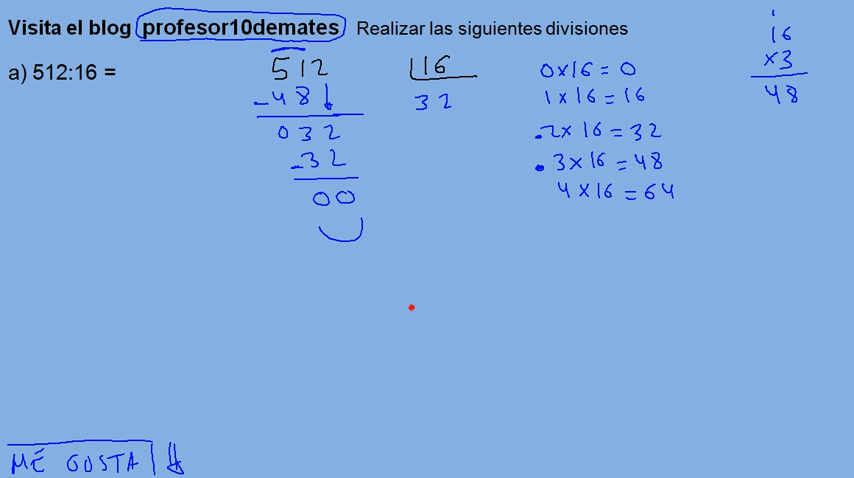 Visita el blog profesor10demates Realizar las siguientes divisiones
a) 512:16 =
512 16
-48 32
032
-32
00
0x16=0
1x16=16
2x16=32
3x16=48
4x16=64
1
16
x3
48
ME GUSTA